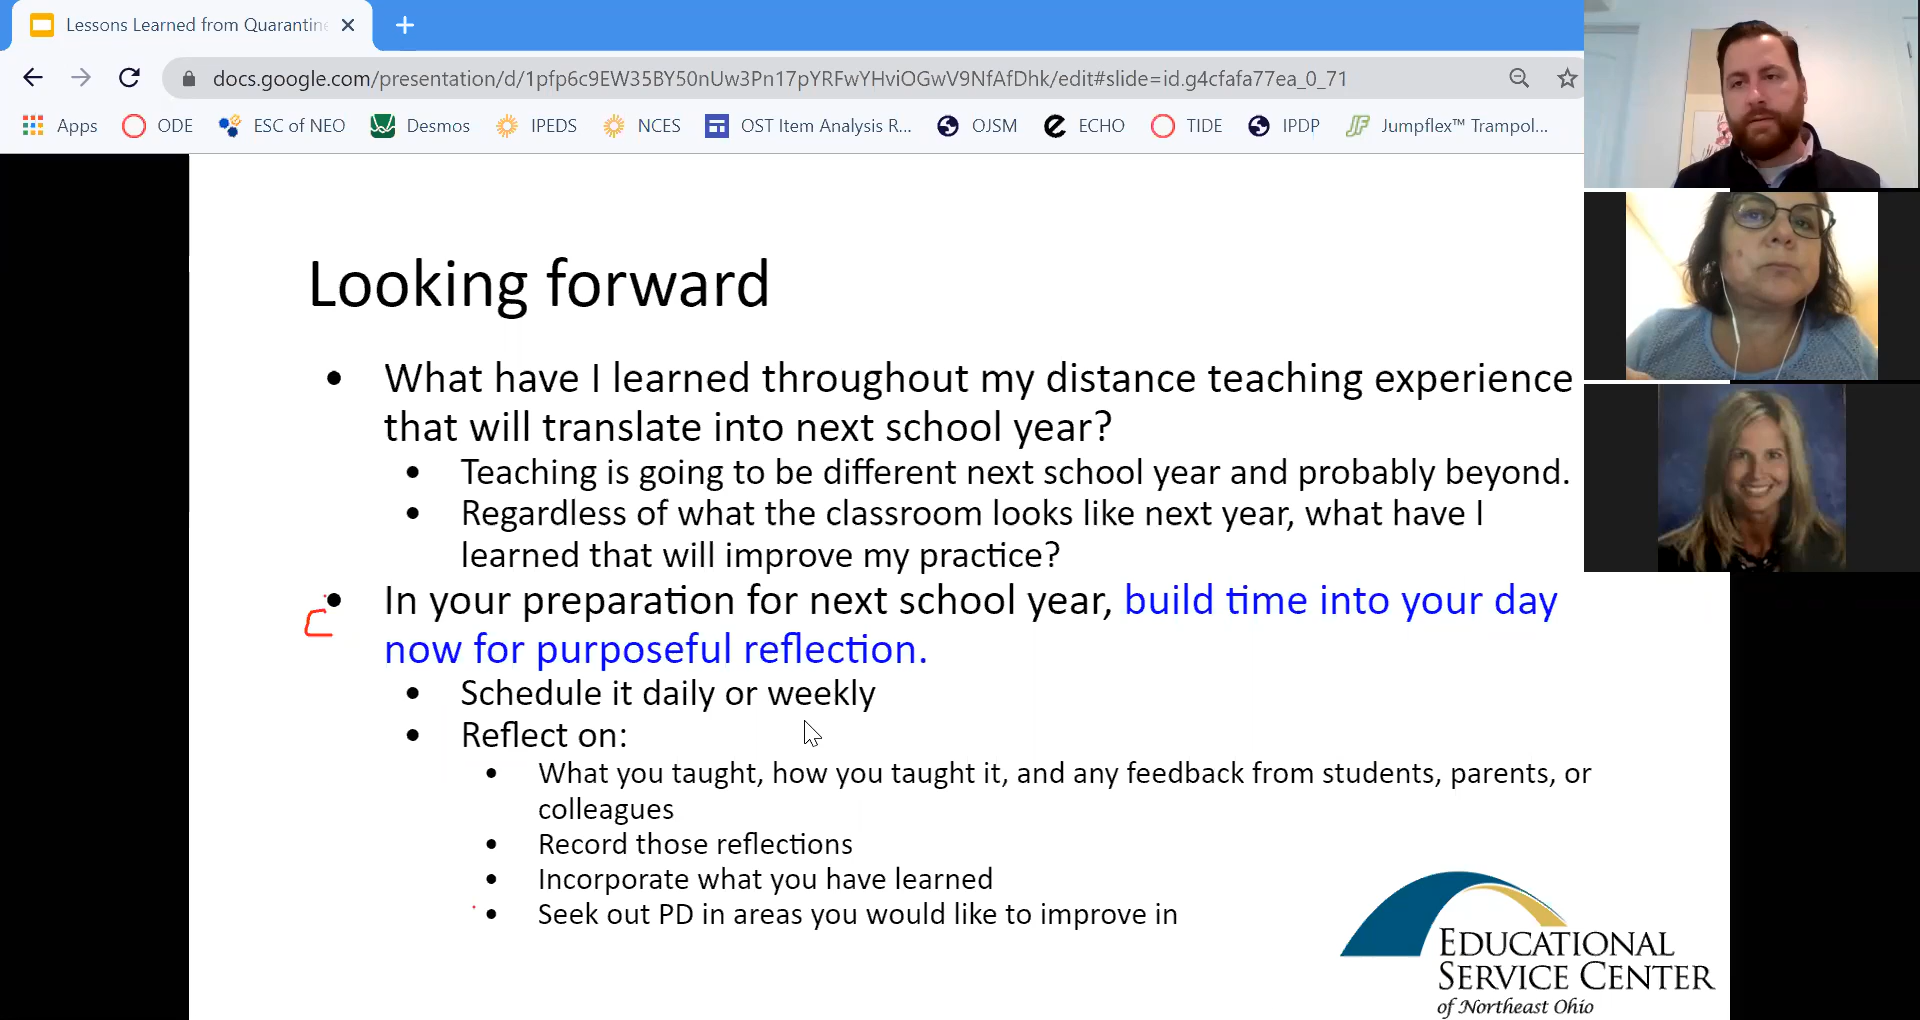 Lessons Learned from Quarantine
docs.google.com/presentation/d/1pfp6c9EW35BY50nUw3Pn17pYRFwYHviOGwV9NfAfDhk/edit#slide=id.g4cfafa77ea_0_71
Apps ODE ESC of NEO Desmos IPEDS NCES OST Item Analysis R... OJSM ECHO TIDE IPDP Jumpflex™ Trampol...
Looking forward
• What have I learned throughout my distance teaching experience
that will translate into next school year?
• Teaching is going to be different next school year and probably beyond.
• Regardless of what the classroom looks like next year, what have I
learned that will improve my practice?
• In your preparation for next school year, build time into your day
now for purposeful reflection.
• Schedule it daily or weekly
• Reflect on:
• What you taught, how you taught it, and any feedback from students, parents, or
colleagues
• Record those reflections
• Incorporate what you have learned
• Seek out PD in areas you would like to improve in
EDUCATIONAL
SERVICE CENTER
of Northeast Ohio